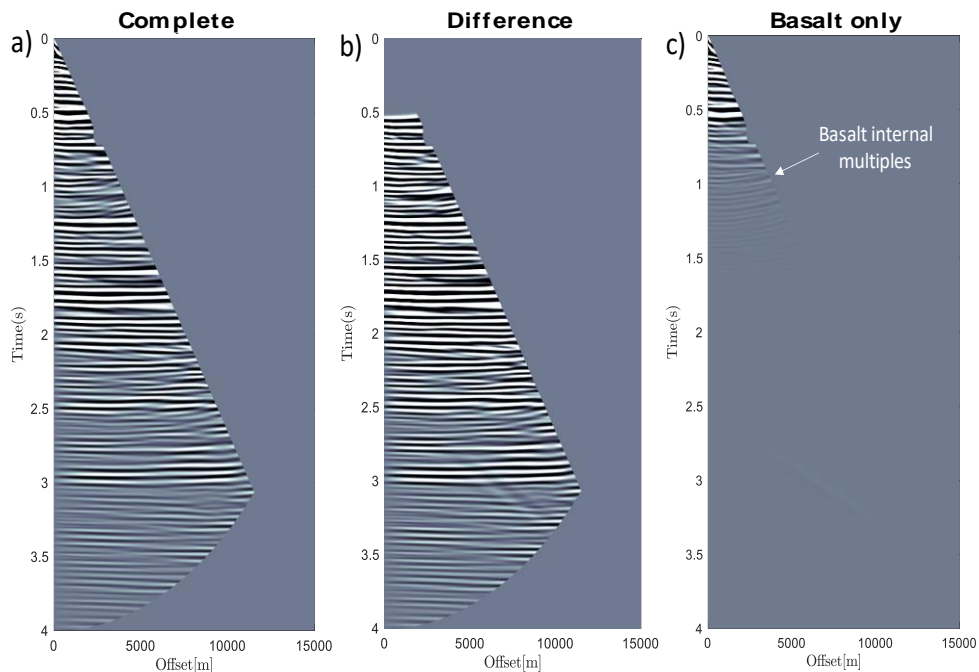 Complete
Difference
Basalt only
a)
b)
c)
0
0.5
1
1.5
2
2.5
3
3.5
4
Time(s)
0
5000
10000
15000
Offset[m]
0
0.5
1
1.5
2
2.5
3
3.5
4
Time(s)
0
5000
10000
15000
Offset[m]
0
0.5
1
1.5
2
2.5
3
3.5
4
Time(s)
Basalt internal
multiples
0
5000
10000
15000
Offset[m]